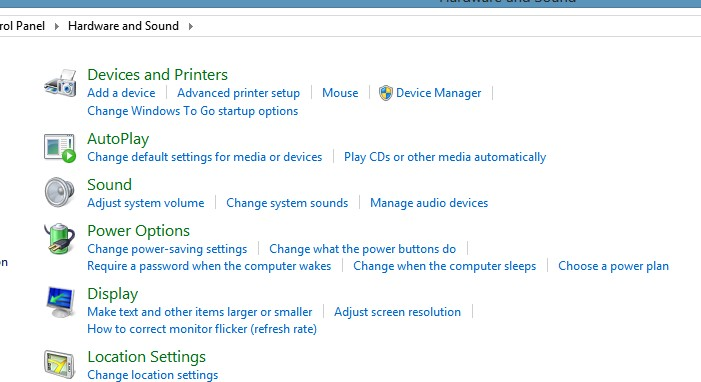 Hardware and Sound
rol Panel Hardware and Sound
Devices and Printers
Add a device Advanced printer setup Mouse Device Manager
Change Windows To Go startup options
AutoPlay
Change default settings for media or devices Play CDs or other media automatically
Sound
Adjust system volume Change system sounds Manage audio devices
Power Options
Change power-saving settings Change what the power buttons do
on
Require a password when the computer wakes Change when the computer sleeps Choose a power plan
Display
Make text and other items larger or smaller Adjust screen resolution
How to correct monitor flicker (refresh rate)
Location Settings
Change location settings